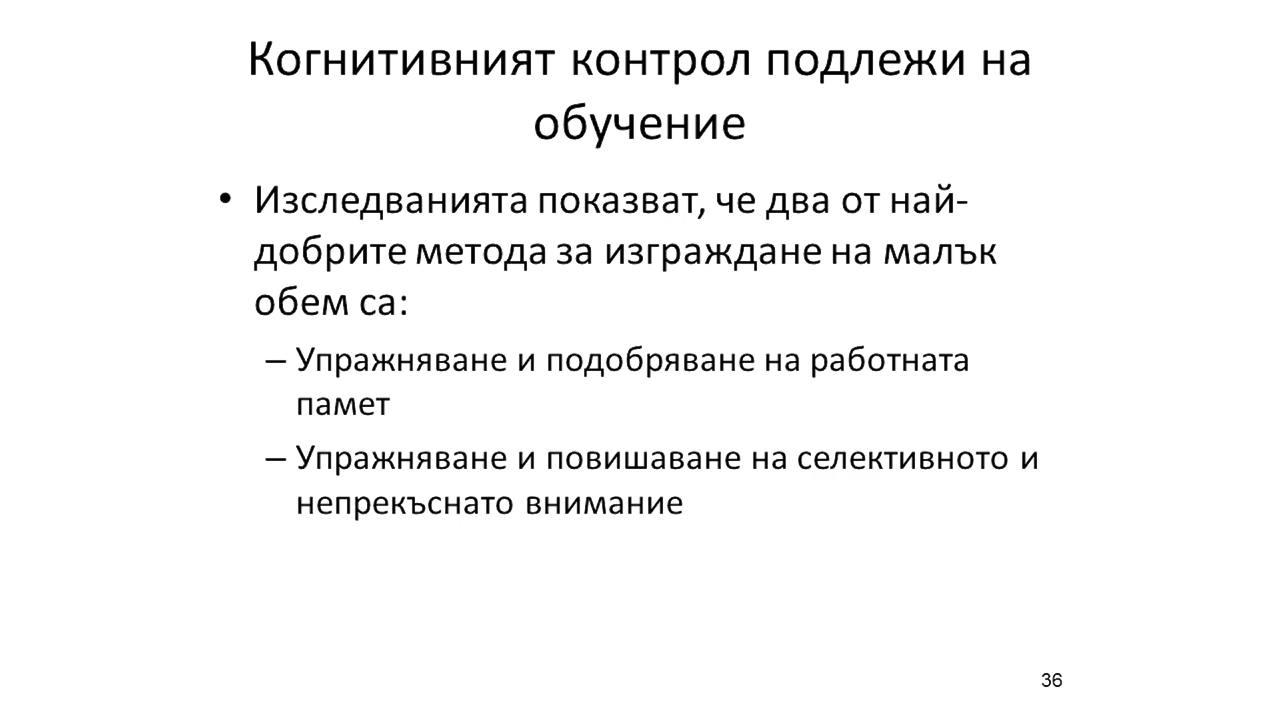 Когнитивният контрол подлежи на
обучение
• Изследванията показват, че два от най-
добрите метода за изграждане на малък
обем са:
– Упражняване и подобряване на работната
памет
– Упражняване и повишаване на селективното и
непрекъснато внимание
36